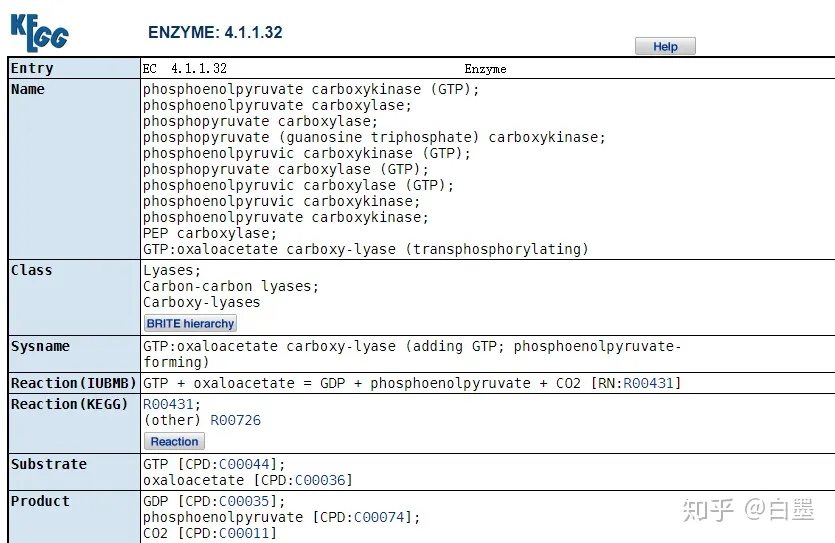 KEGG
ENZYME: 4.1.1.32
Help
Entry EC 4.1.1.32 Enzyme
Name phosphoenolpyruvate carboxykinase (GTP);
phosphoenolpyruvate carboxylase;
phosphopyruvate carboxylase;
phosphopyruvate (guanosine triphosphate) carboxykinase;
phosphoenolpyruvic carboxykinase (GTP);
phosphopyruvate carboxylase (GTP);
phosphoenolpyruvic carboxylase (GTP);
phosphoenolpyruvic carboxykinase;
phosphoenolpyruvate carboxykinase;
PEP carboxylase;
GTP:oxaloacetate carboxy-lyase (transphosphorylating)
Class Lyases;
Carbon-carbon lyases;
Carboxy-lyases
BRITE hierarchy
Sysname GTP:oxaloacetate carboxy-lyase (adding GTP; phosphoenolpyruvate-
forming)
Reaction(IUBMB) GTP + oxaloacetate = GDP + phosphoenolpyruvate + CO2 [RN:R00431]
Reaction(KEGG) R00431;
(other) R00726
Reaction
Substrate GTP [CPD:C00044];
oxaloacetate [CPD:C00036]
Product GDP [CPD:C00035];
phosphoenolpyruvate [CPD:C00074];
CO2 [CPD:C00011]
知乎 @白墨